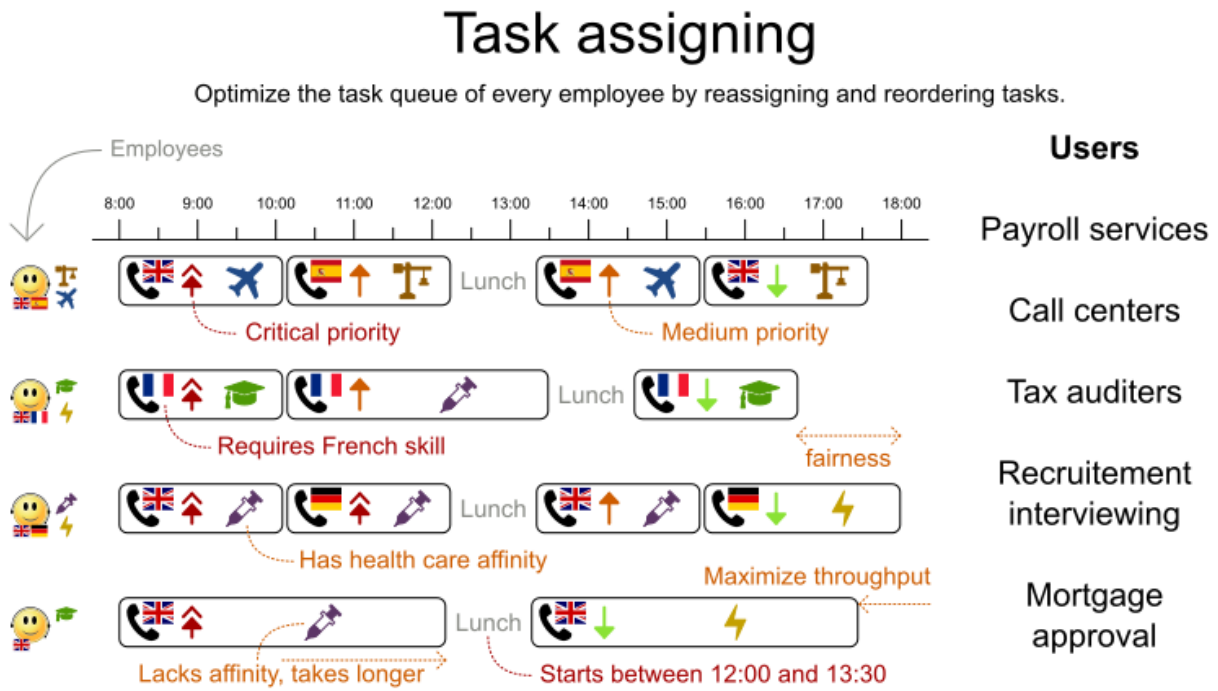 Task assigning
Optimize the task queue of every employee by reassigning and reordering tasks.
Employees
Users
8:00 9:00 10:00 11:00 12:00 13:00 14:00 15:00 16:00 17:00 18:00
Payroll services
Lunch
Critical priority
Medium priority
Call centers
Lunch
Tax auditers
Requires French skill
fairness
Recruitement
interviewing
Lunch
Has health care affinity
Maximize throughput
Mortgage
approval
Lunch
Lacks affinity, takes longer
Starts between 12:00 and 13:30